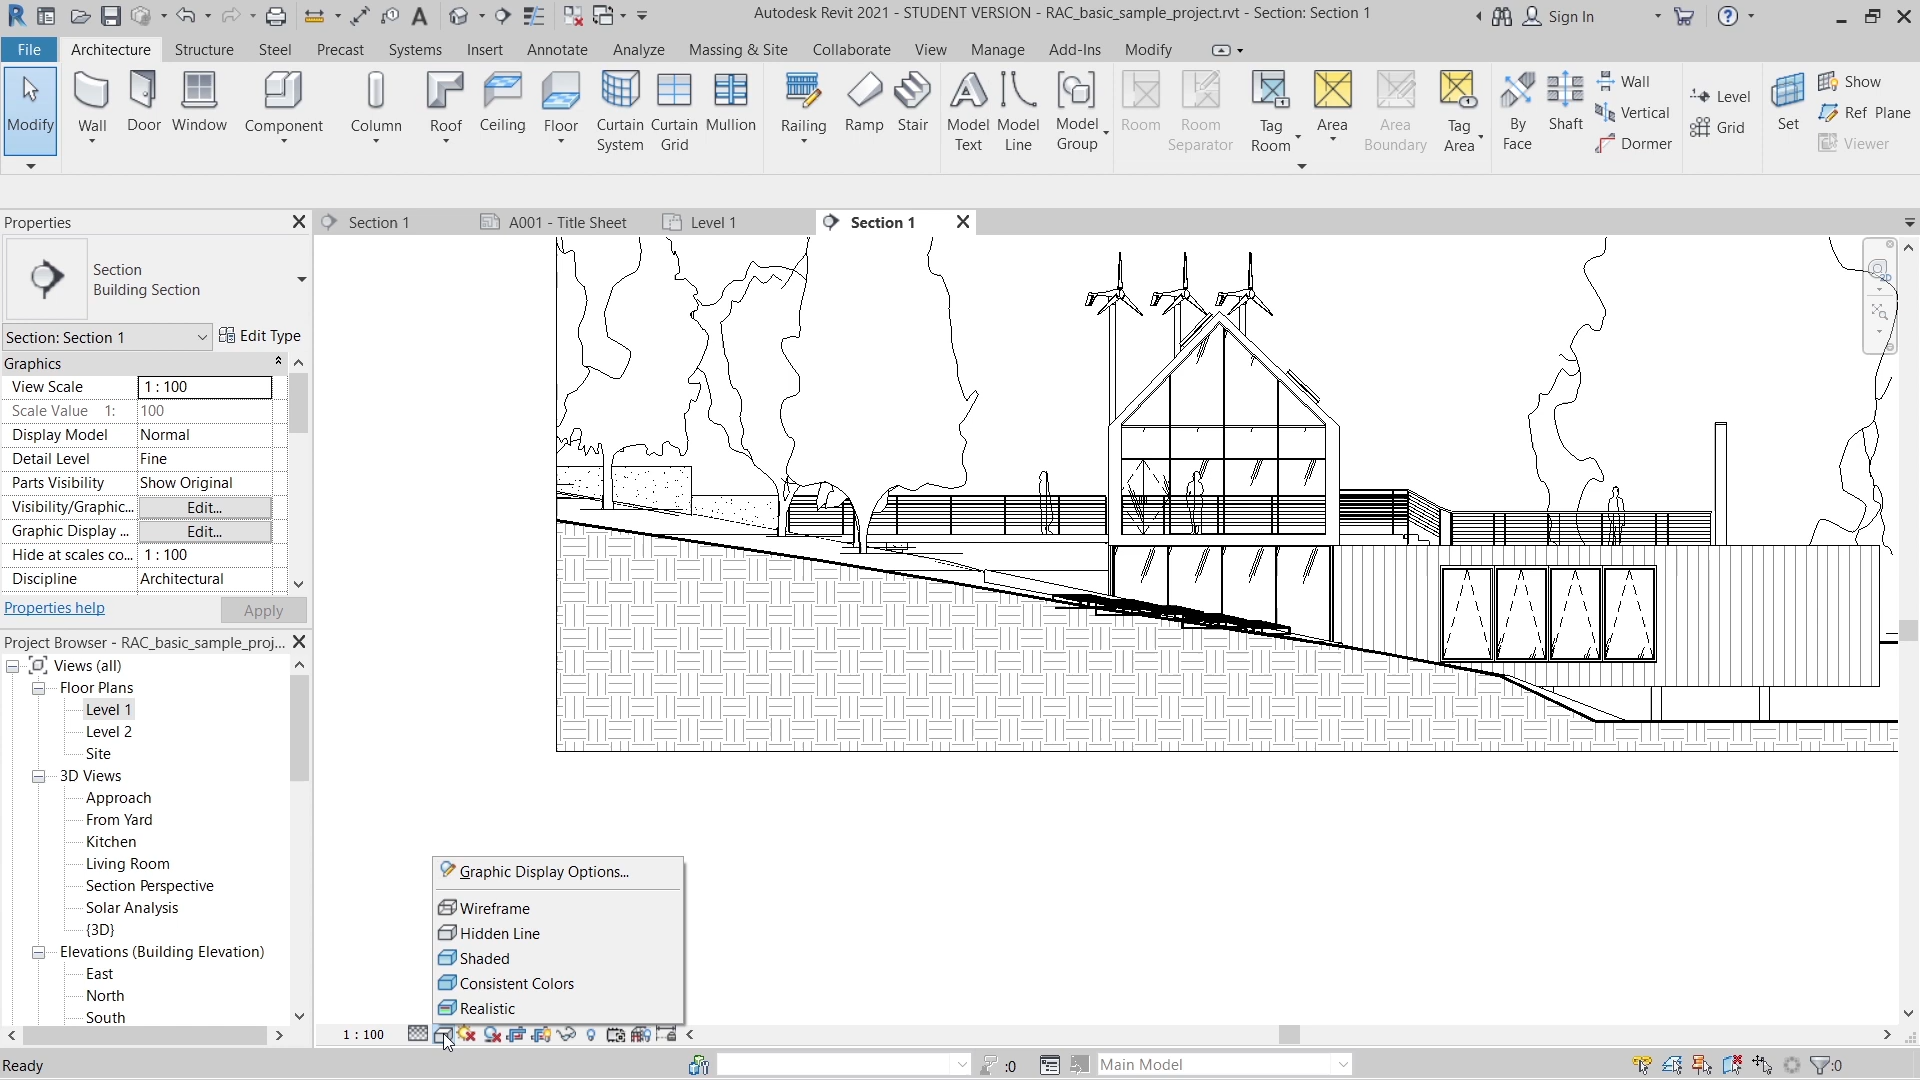 Autodesk Revit 2021 - STUDENT VERSION - RAC_basic_sample_project.rvt - Section: Section 1
Sign In
File Architecture Structure Steel Precast Systems Insert Annotate Analyze Massing & Site Collaborate View Manage Add-Ins Modify
Modify
Wall
Door
Window
Component
Column
Roof
Ceiling
Floor
Curtain System
Curtain Grid
Mullion
Railing
Ramp
Stair
Model Text
Model Line
Model Group
Room
Room Separator
Tag Room
Area
Area Boundary
Tag Area
By Face
Shaft
Wall
Vertical
Dormer
Level
Grid
Set
Show
Ref Plane
Viewer
Properties
Section 1
A001 - Title Sheet
Level 1
Section 1
Section
Building Section
Section: Section 1
Edit Type
Graphics
View Scale 1 : 100
Scale Value 1: 100
Display Model Normal
Detail Level Fine
Parts Visibility Show Original
Visibility/Graphic... Edit...
Graphic Display ... Edit...
Hide at scales co... 1 : 100
Discipline Architectural
Properties help
Apply
Project Browser - RAC_basic_sample_proj...
Views (all)
Floor Plans
Level 1
Level 2
Site
3D Views
Approach
From Yard
Kitchen
Living Room
Section Perspective
Solar Analysis
{3D}
Elevations (Building Elevation)
East
North
South
Graphic Display Options...
Wireframe
Hidden Line
Shaded
Consistent Colors
Realistic
1 : 100
Ready
:0
Main Model
:0